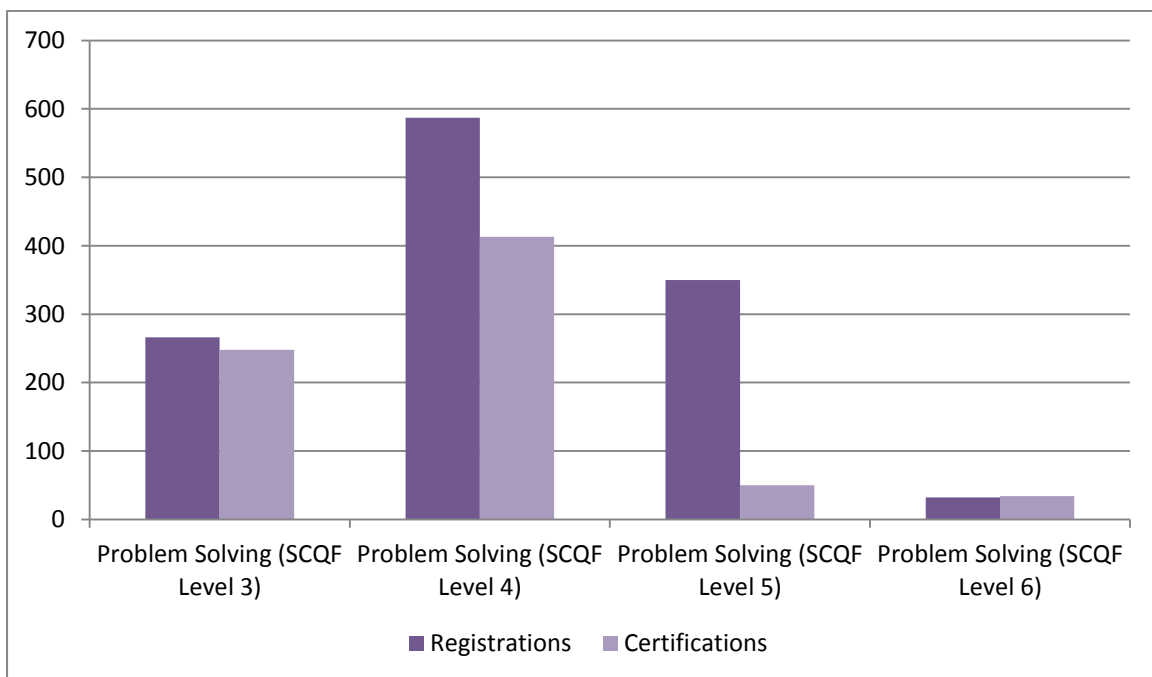 700
600
500
400
300
200
100
0
Problem Solving (SCQF Level 3)
Problem Solving (SCQF Level 4)
Problem Solving (SCQF Level 5)
Problem Solving (SCQF Level 6)
Registrations Certifications